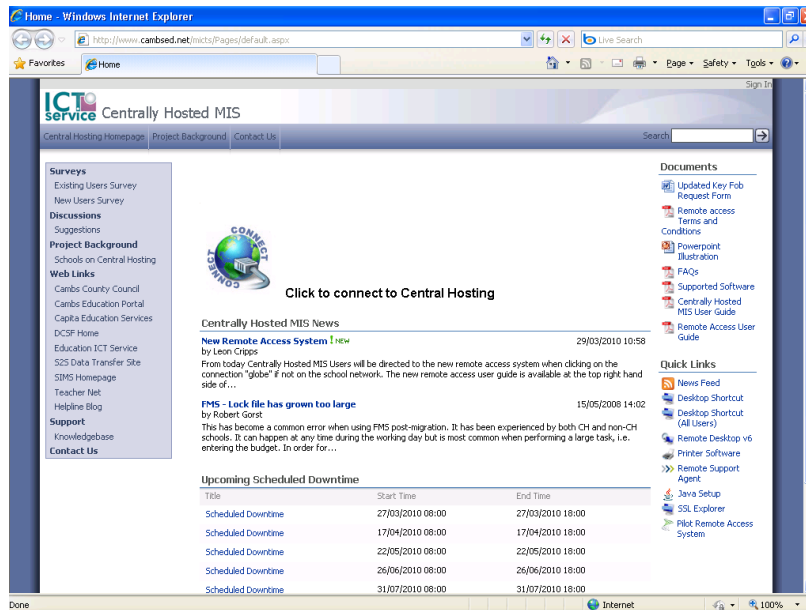 Home - Windows Internet Explorer
http://www.cambsed.net/micts/Pages/default.aspx
Live Search
Favorites
Home
Page
Safety
Tools
Sign In
ICT service Centrally Hosted MIS
Central Hosting Homepage
Project Background
Contact Us
Search
Surveys
Existing Users Survey
New Users Survey
Discussions
Suggestions
Project Background
Schools on Central Hosting
Web Links
Cambs County Council
Cambs Education Portal
Capita Education Services
DCSF Home
Education ICT Service
S2S Data Transfer Site
SIMS Homepage
Teacher Net
Helpline Blog
Support
Knowledgebase
Contact Us
CONNECT
CONNECT
Click to connect to Central Hosting
Centrally Hosted MIS News
New Remote Access System ! NEW
29/03/2010 10:58
by Leon Cripps
From today Centrally Hosted MIS Users will be directed to the new remote access system when clicking on the
connection "globe" if not on the school network. The new remote access user guide is available at the top right hand
side of...
FMS - Lock file has grown too large
15/05/2008 14:02
by Robert Gorst
This has become a common error when using FMS post-migration. It has been experienced by both CH and non-CH
schools. It can happen at any time during the working day but is most common when performing a large task, i.e.
entering the budget. In order for...
Upcoming Scheduled Downtime
Title Start Time End Time
Scheduled Downtime 27/03/2010 08:00 27/03/2010 18:00
Scheduled Downtime 17/04/2010 08:00 17/04/2010 18:00
Scheduled Downtime 22/05/2010 08:00 22/05/2010 18:00
Scheduled Downtime 26/06/2010 08:00 26/06/2010 18:00
Scheduled Downtime 31/07/2010 08:00 31/07/2010 18:00
Documents
Updated Key Fob
Request Form
Remote access
Terms and
Conditions
Powerpoint
Illustration
FAQs
Supported Software
Centrally Hosted
MIS User Guide
Remote Access User
Guide
Quick Links
News Feed
Desktop Shortcut
Desktop Shortcut
(All Users)
Remote Desktop v6
Printer Software
Remote Support
Agent
Java Setup
SSL Explorer
Pilot Remote Access
System
Done
Internet
100%